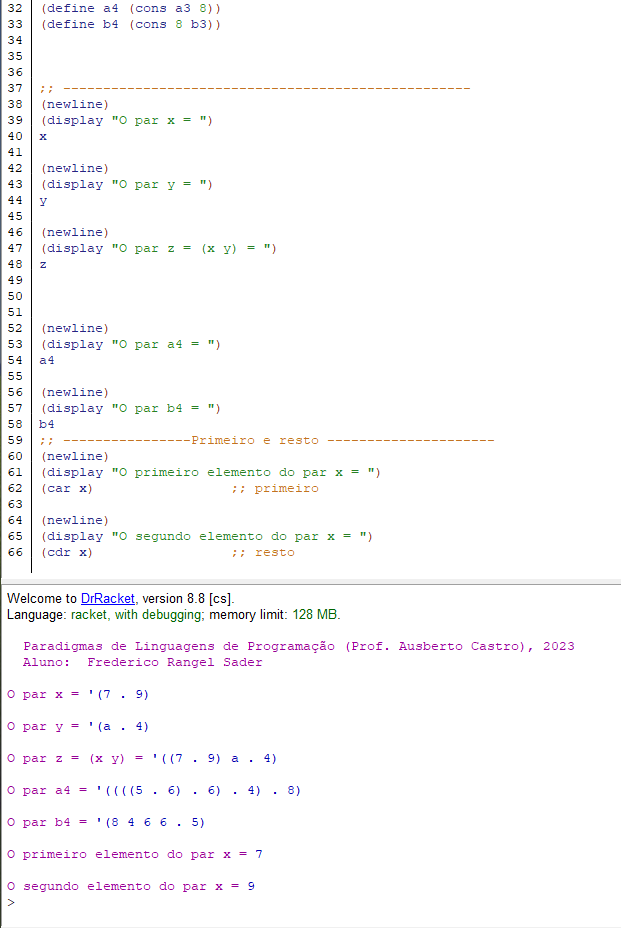 32 (define a4 (cons a3 8))
33 (define b4 (cons 8 b3))
34
35
36
37 ;; ---------------------------------------------------
38 (newline)
39 (display "O par x = ")
40 x
41
42 (newline)
43 (display "O par y = ")
44 y
45
46 (newline)
47 (display "O par z = (x y) = ")
48 z
49
50
51
52 (newline)
53 (display "O par a4 = ")
54 a4
55
56 (newline)
57 (display "O par b4 = ")
58 b4
59 ;; ----------------Primeiro e resto ---------------------
60 (newline)
61 (display "O primeiro elemento do par x = ")
62 (car x)                 ;; primeiro
63
64 (newline)
65 (display "O segundo elemento do par x = ")
66 (cdr x)                 ;; resto
Welcome to DrRacket, version 8.8 [cs].
Language: racket, with debugging; memory limit: 128 MB.
Paradigmas de Linguagens de Programação (Prof. Ausberto Castro), 2023
Aluno:  Frederico Rangel Sader
O par x = '(7 . 9)
O par y = '(a . 4)
O par z = (x y) = '((7 . 9) a . 4)
O par a4 = '((((5 . 6) . 6) . 4) . 8)
O par b4 = '(8 4 6 6 . 5)
O primeiro elemento do par x = 7
O segundo elemento do par x = 9
>